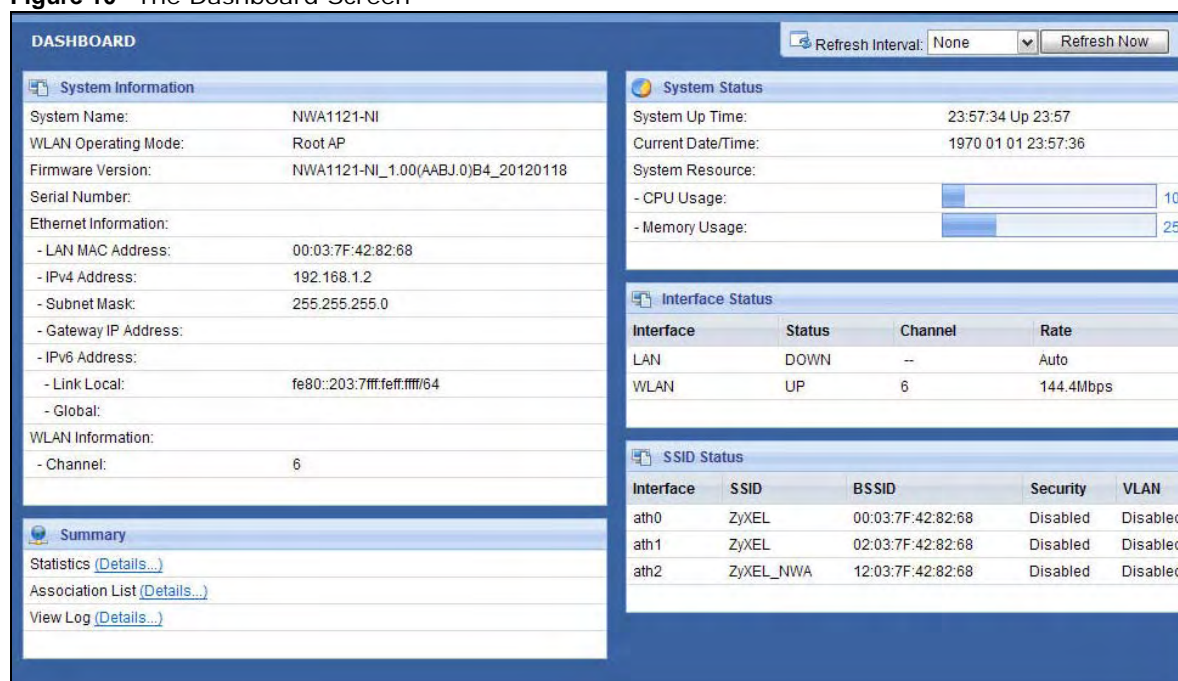 DASHBOARD
Refresh Interval: None
Refresh Now
System Information
System Name: NWA1121-NI
WLAN Operating Mode: Root AP
Firmware Version: NWA1121-NI_1.00(AABJ.0)B4_20120118
Serial Number:
Ethernet Information:
- LAN MAC Address: 00:03:7F:42:82:68
- IPv4 Address: 192.168.1.2
- Subnet Mask: 255.255.255.0
- Gateway IP Address:
- IPv6 Address:
- Link Local: fe80::203:7fff:feff:ffff/64
- Global:
WLAN Information:
- Channel: 6
Summary
Statistics (Details...)
Association List (Details...)
View Log (Details...)
System Status
System Up Time: 23:57:34 Up 23:57
Current Date/Time: 1970 01 01 23:57:36
System Resource:
- CPU Usage: 10
- Memory Usage: 25
Interface Status
Interface Status Channel Rate
LAN DOWN -- Auto
WLAN UP 6 144.4Mbps
SSID Status
Interface SSID BSSID Security VLAN
ath0 ZyXEL 00:03:7F:42:82:68 Disabled Disabled
ath1 ZyXEL 02:03:7F:42:82:68 Disabled Disabled
ath2 ZyXEL_NWA 12:03:7F:42:82:68 Disabled Disabled